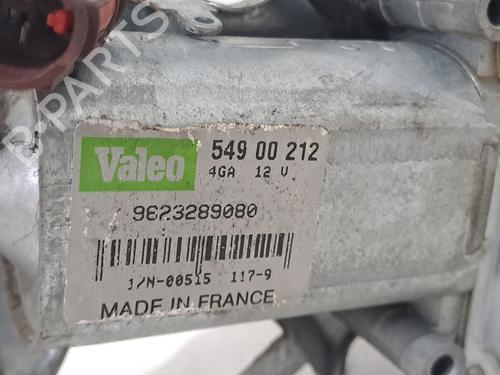 B-PARTS
Valeo 549 00 212
4GA 12 V
9623289080
1/N-00515 117-9
MADE IN FRANCE